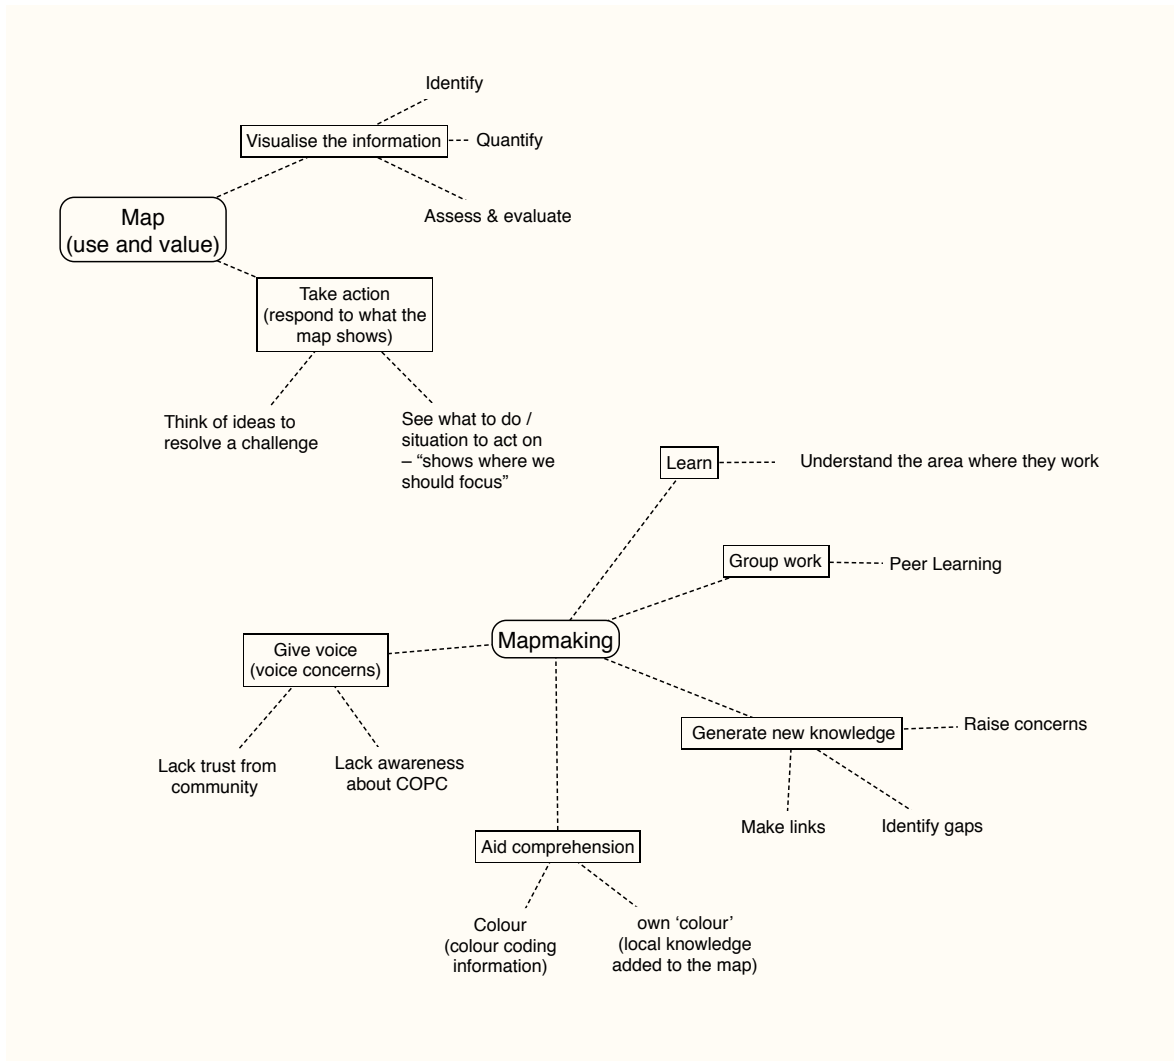 Identify
Visualise the information
Quantify
Assess & evaluate
Map
(use and value)
Take action
(respond to what the
map shows)
Think of ideas to
resolve a challenge
See what to do /
situation to act on
– “shows where we
should focus”
Learn
Understand the area where they work
Group work
Peer Learning
Mapmaking
Give voice
(voice concerns)
Lack trust from
community
Lack awareness
about COPC
Generate new knowledge
Raise concerns
Make links
Identify gaps
Aid comprehension
Colour
(colour coding
information)
own ‘colour’
(local knowledge
added to the map)